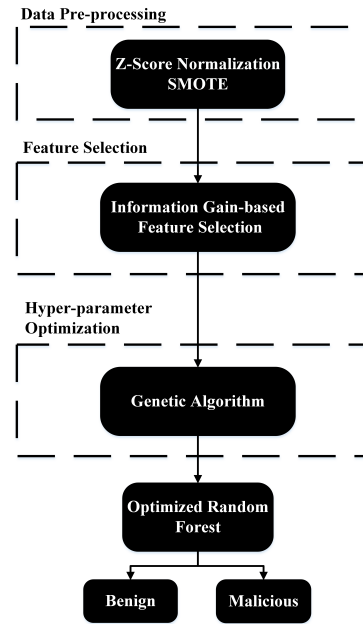 Data Pre-processing
Z-Score Normalization
SMOTE
Feature Selection
Information Gain-based
Feature Selection
Hyper-parameter
Optimization
Genetic Algorithm
Optimized Random
Forest
Benign
Malicious